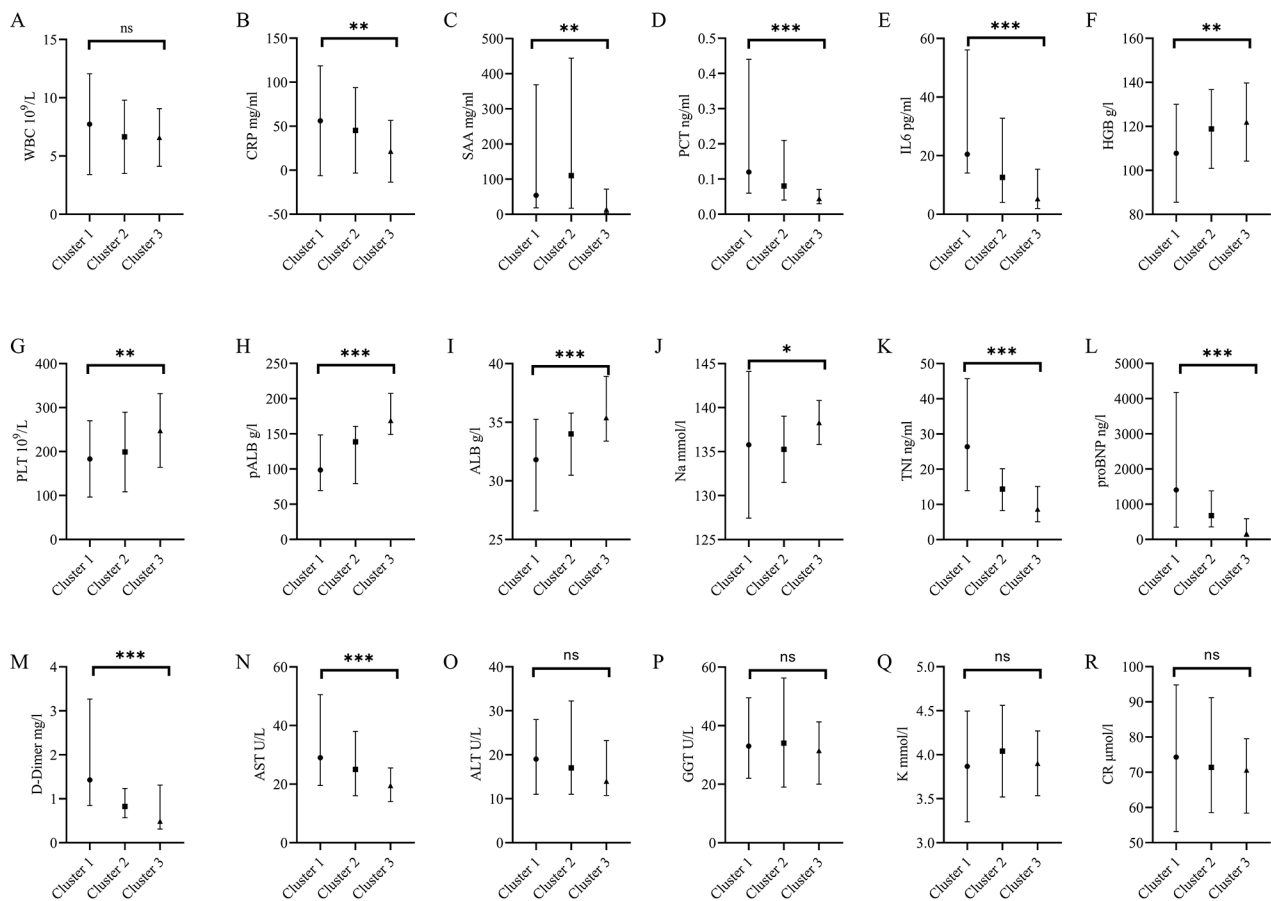 A
ns
WBC 10⁹/L
15
10
5
0
Cluster 1
Cluster 2
Cluster 3
B
**
CRP mg/ml
150
100
50
0
-50
Cluster 1
Cluster 2
Cluster 3
C
**
SAA mg/ml
500
400
300
200
100
0
Cluster 1
Cluster 2
Cluster 3
D
***
PCT ng/ml
0.5
0.4
0.3
0.2
0.1
0.0
Cluster 1
Cluster 2
Cluster 3
E
***
IL6 pg/ml
60
40
20
0
Cluster 1
Cluster 2
Cluster 3
F
**
HGB g/l
160
140
120
100
80
Cluster 1
Cluster 2
Cluster 3
G
**
PLT 10⁹/L
400
300
200
100
0
Cluster 1
Cluster 2
Cluster 3
H
***
pALB g/l
250
200
150
100
50
0
Cluster 1
Cluster 2
Cluster 3
I
***
ALB g/l
40
35
30
25
Cluster 1
Cluster 2
Cluster 3
J
*
Na mmol/l
145
140
135
130
125
Cluster 1
Cluster 2
Cluster 3
K
***
TNI ng/ml
50
40
30
20
10
0
Cluster 1
Cluster 2
Cluster 3
L
***
proBNP ng/l
5000
4000
3000
2000
1000
0
Cluster 1
Cluster 2
Cluster 3
M
***
D-Dimer mg/l
4
3
2
1
0
Cluster 1
Cluster 2
Cluster 3
N
***
AST U/L
60
40
20
0
Cluster 1
Cluster 2
Cluster 3
O
ns
ALT U/L
40
30
20
10
0
Cluster 1
Cluster 2
Cluster 3
P
ns
GGT U/L
60
40
20
0
Cluster 1
Cluster 2
Cluster 3
Q
ns
K mmol/l
5.0
4.5
4.0
3.5
3.0
Cluster 1
Cluster 2
Cluster 3
R
ns
CR μmol/l
100
90
80
70
60
50
Cluster 1
Cluster 2
Cluster 3